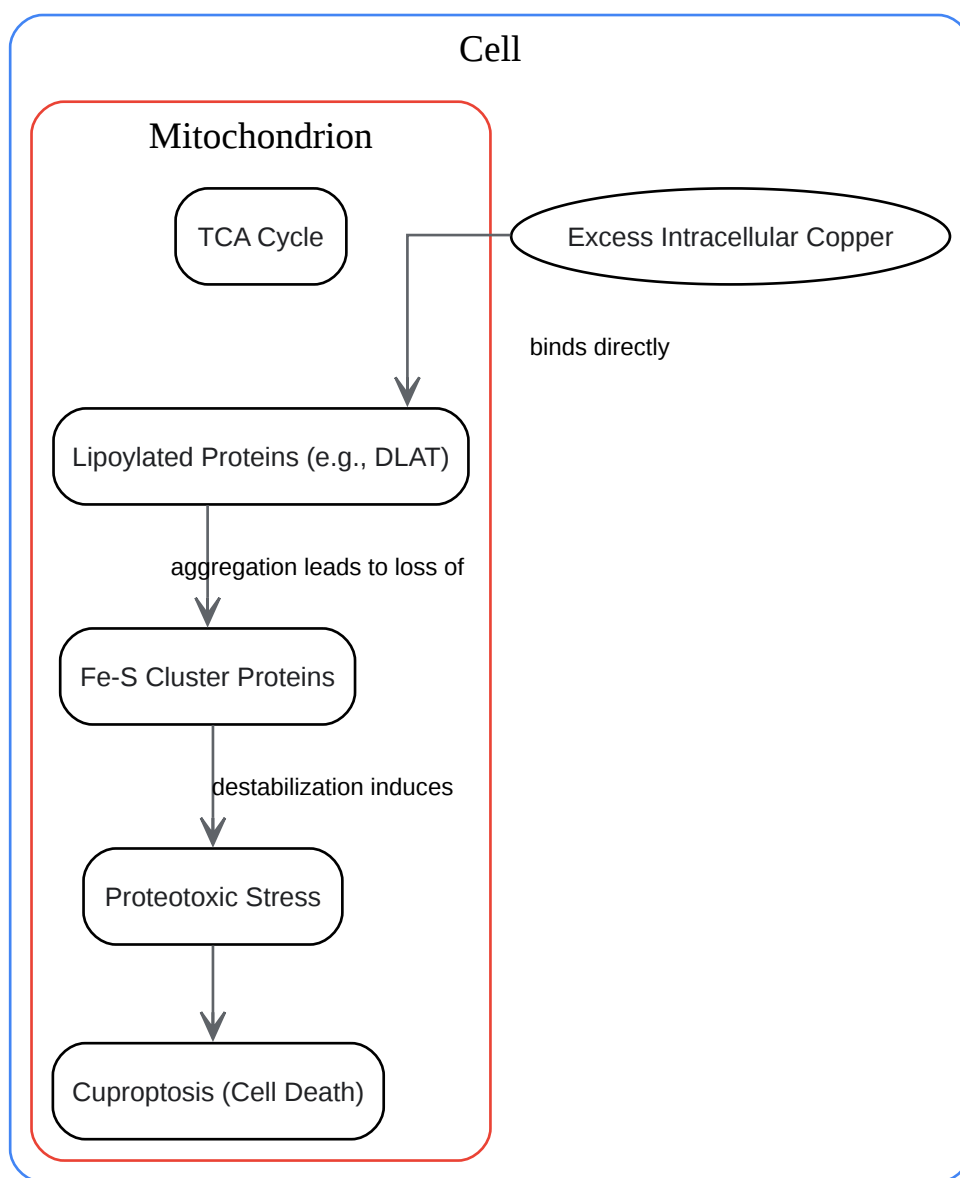 Cell
Mitochondrion
TCA Cycle
Excess Intracellular Copper
binds directly
Lipoylated Proteins (e.g., DLAT)
aggregation leads to loss of
Fe-S Cluster Proteins
destabilization induces
Proteotoxic Stress
Cuproptosis (Cell Death)